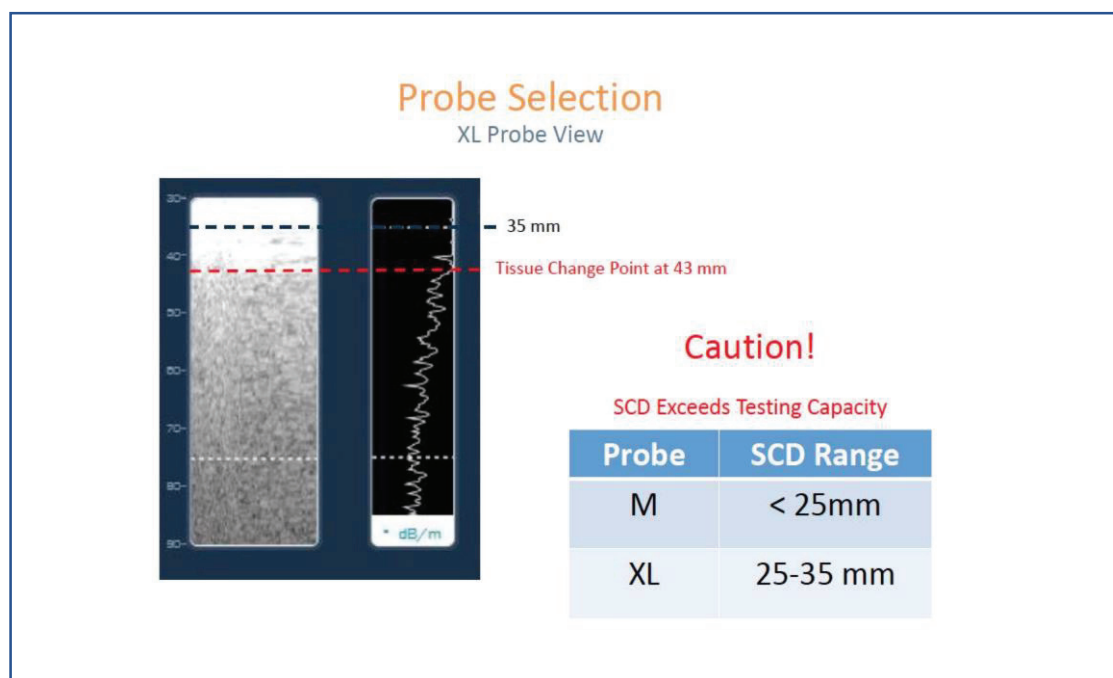 Probe Selection
XL Probe View
30-
35 mm
40-
Tissue Change Point at 43 mm
50-
60-
70-
80-
90-
* dB/m
Caution!
SCD Exceeds Testing Capacity
Probe SCD Range
M < 25mm
XL 25-35 mm